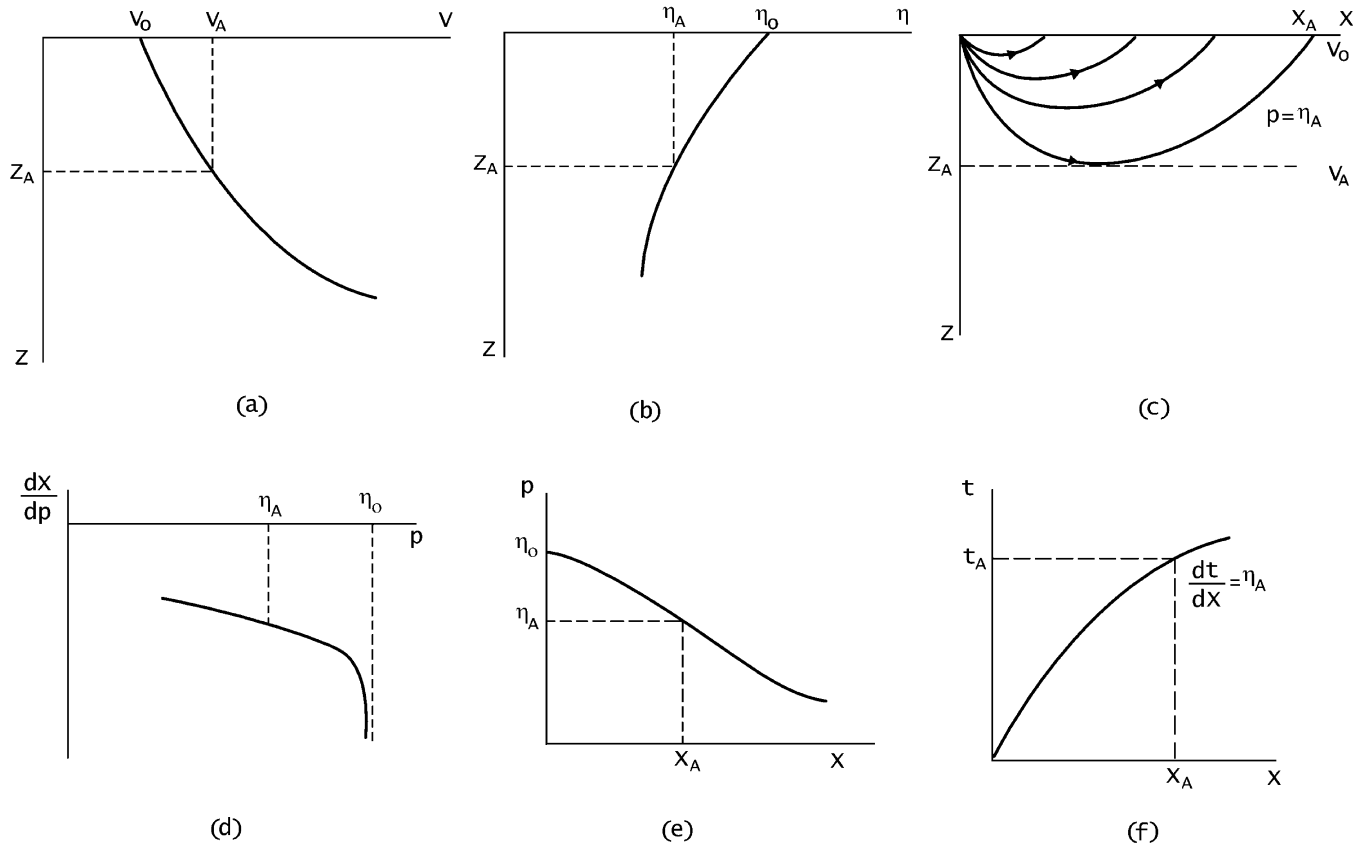 V₀ V_A V
Z_A
Z
(a)
η_A η₀ η
Z_A
Z
(b)
X_A X
V₀
p=η_A
Z_A
V_A
Z
(c)
dX
dp
η_A η₀
p
(d)
p
η₀
η_A
X_A X
(e)
t
t_A
dt
dX
=η_A
X_A X
(f)